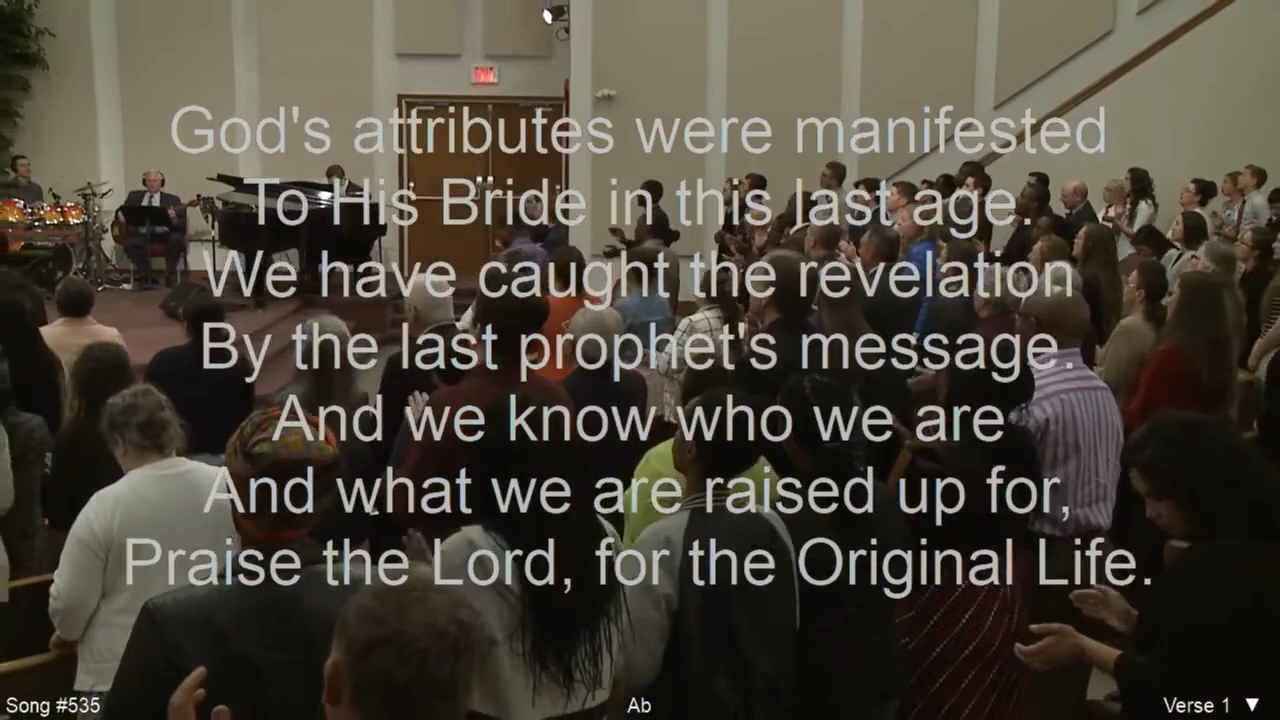 EXIT
God's attributes were manifested
To His Bride in this last age.
We have caught the revelation
By the last prophet's message.
And we know who we are
And what we are raised up for,
Praise the Lord, for the Original Life.
Song #535
Ab
Verse 1 ▼